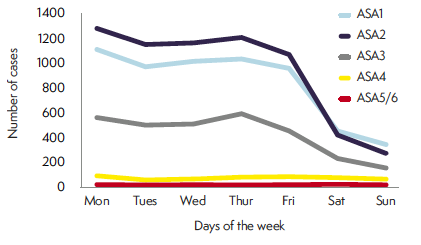 1400
1200
1000
800
600
400
200
0
Number of cases
Mon Tues Wed Thur Fri Sat Sun
Days of the week
ASA1
ASA2
ASA3
ASA4
ASA5/6